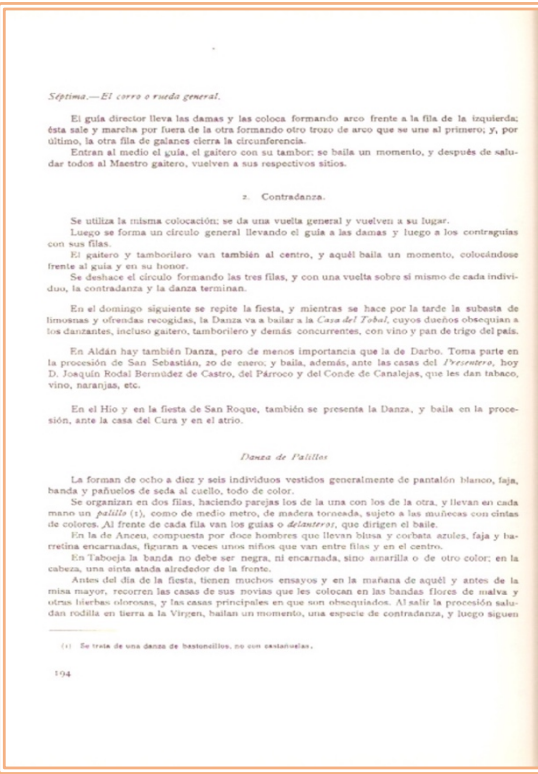 Séptima.—El corro o rueda general.
El guía director lleva las damas y las coloca formando arco frente a la fila de la izquierda;
ésta sale y marcha por fuera de la otra formando otro trozo de arco que se une al primero; y, por
último, la otra fila de galanes cierra la circunferencia.
Entran al medio el guía, el gaitero con su tambor; se baila un momento, y después de salu-
dar todos al Maestro gaitero, vuelven a sus respectivos sitios.
2. Contradanza.
Se utiliza la misma colocación; se da una vuelta general y vuelven a su lugar.
Luego se forma un círculo general llevando el guía a las damas y luego a los contraguías
con sus filas.
El gaitero y tamborilero van también al centro, y aquél baila un momento, colocándose
frente al guía y en su honor.
Se deshace el círculo formando las tres filas, y con una vuelta sobre sí mismo de cada indivi-
duo, la contradanza y la danza terminan.
En el domingo siguiente se repite la fiesta, y mientras se hace por la tarde la subasta de
limosnas y ofrendas recogidas, la Danza va a bailar a la Casa del Tobal, cuyos dueños obsequian a
los danzantes, incluso gaitero, tamborilero y demás concurrentes, con vino y pan de trigo del país.
En Aldán hay también Danza, pero de menos importancia que la de Darbo. Toma parte en
la procesión de San Sebastián, 20 de enero; y baila, además, ante las casas del Presentero, hoy
D. Joaquín Rodal Bermúdez de Castro, del Párroco y del Conde de Canalejas, que les dan tabaco,
vino, naranjas, etc.
En el Hío y en la fiesta de San Roque, también se presenta la Danza, y baila en la proce-
sión, ante la casa del Cura y en el atrio.
Danza de Palillos
La forman de ocho a diez y seis individuos vestidos generalmente de pantalón blanco, faja,
banda y pañuelos de seda al cuello, todo de color.
Se organizan en dos filas, haciendo parejas los de la una con los de la otra, y llevan en cada
mano un palillo (1), como de medio metro, de madera torneada, sujeto a las muñecas con cintas
de colores. Al frente de cada fila van los guías o delanteros, que dirigen el baile.
En la de Anceu, compuesta por doce hombres que llevan blusa y corbata azules, faja y ba-
rretina encarnadas, figuran a veces unos niños que van entre filas y en el centro.
En Taboeja la banda no debe ser negra, ni encarnada, sino amarilla o de otro color; en la
cabeza, una cinta atada alrededor de la frente.
Antes del día de la fiesta, tienen muchos ensayos y en la mañana de aquél y antes de la
misa mayor, recorren las casas de sus novias que les colocan en las bandas flores de malva y
otras hierbas olorosas, y las casas principales en que son obsequiados. Al salir la procesión salu-
dan rodilla en tierra a la Virgen, bailan un momento, una especie de contradanza, y luego siguen
(1) Se trata de una danza de bastoncillos, no con castañuelas.
194